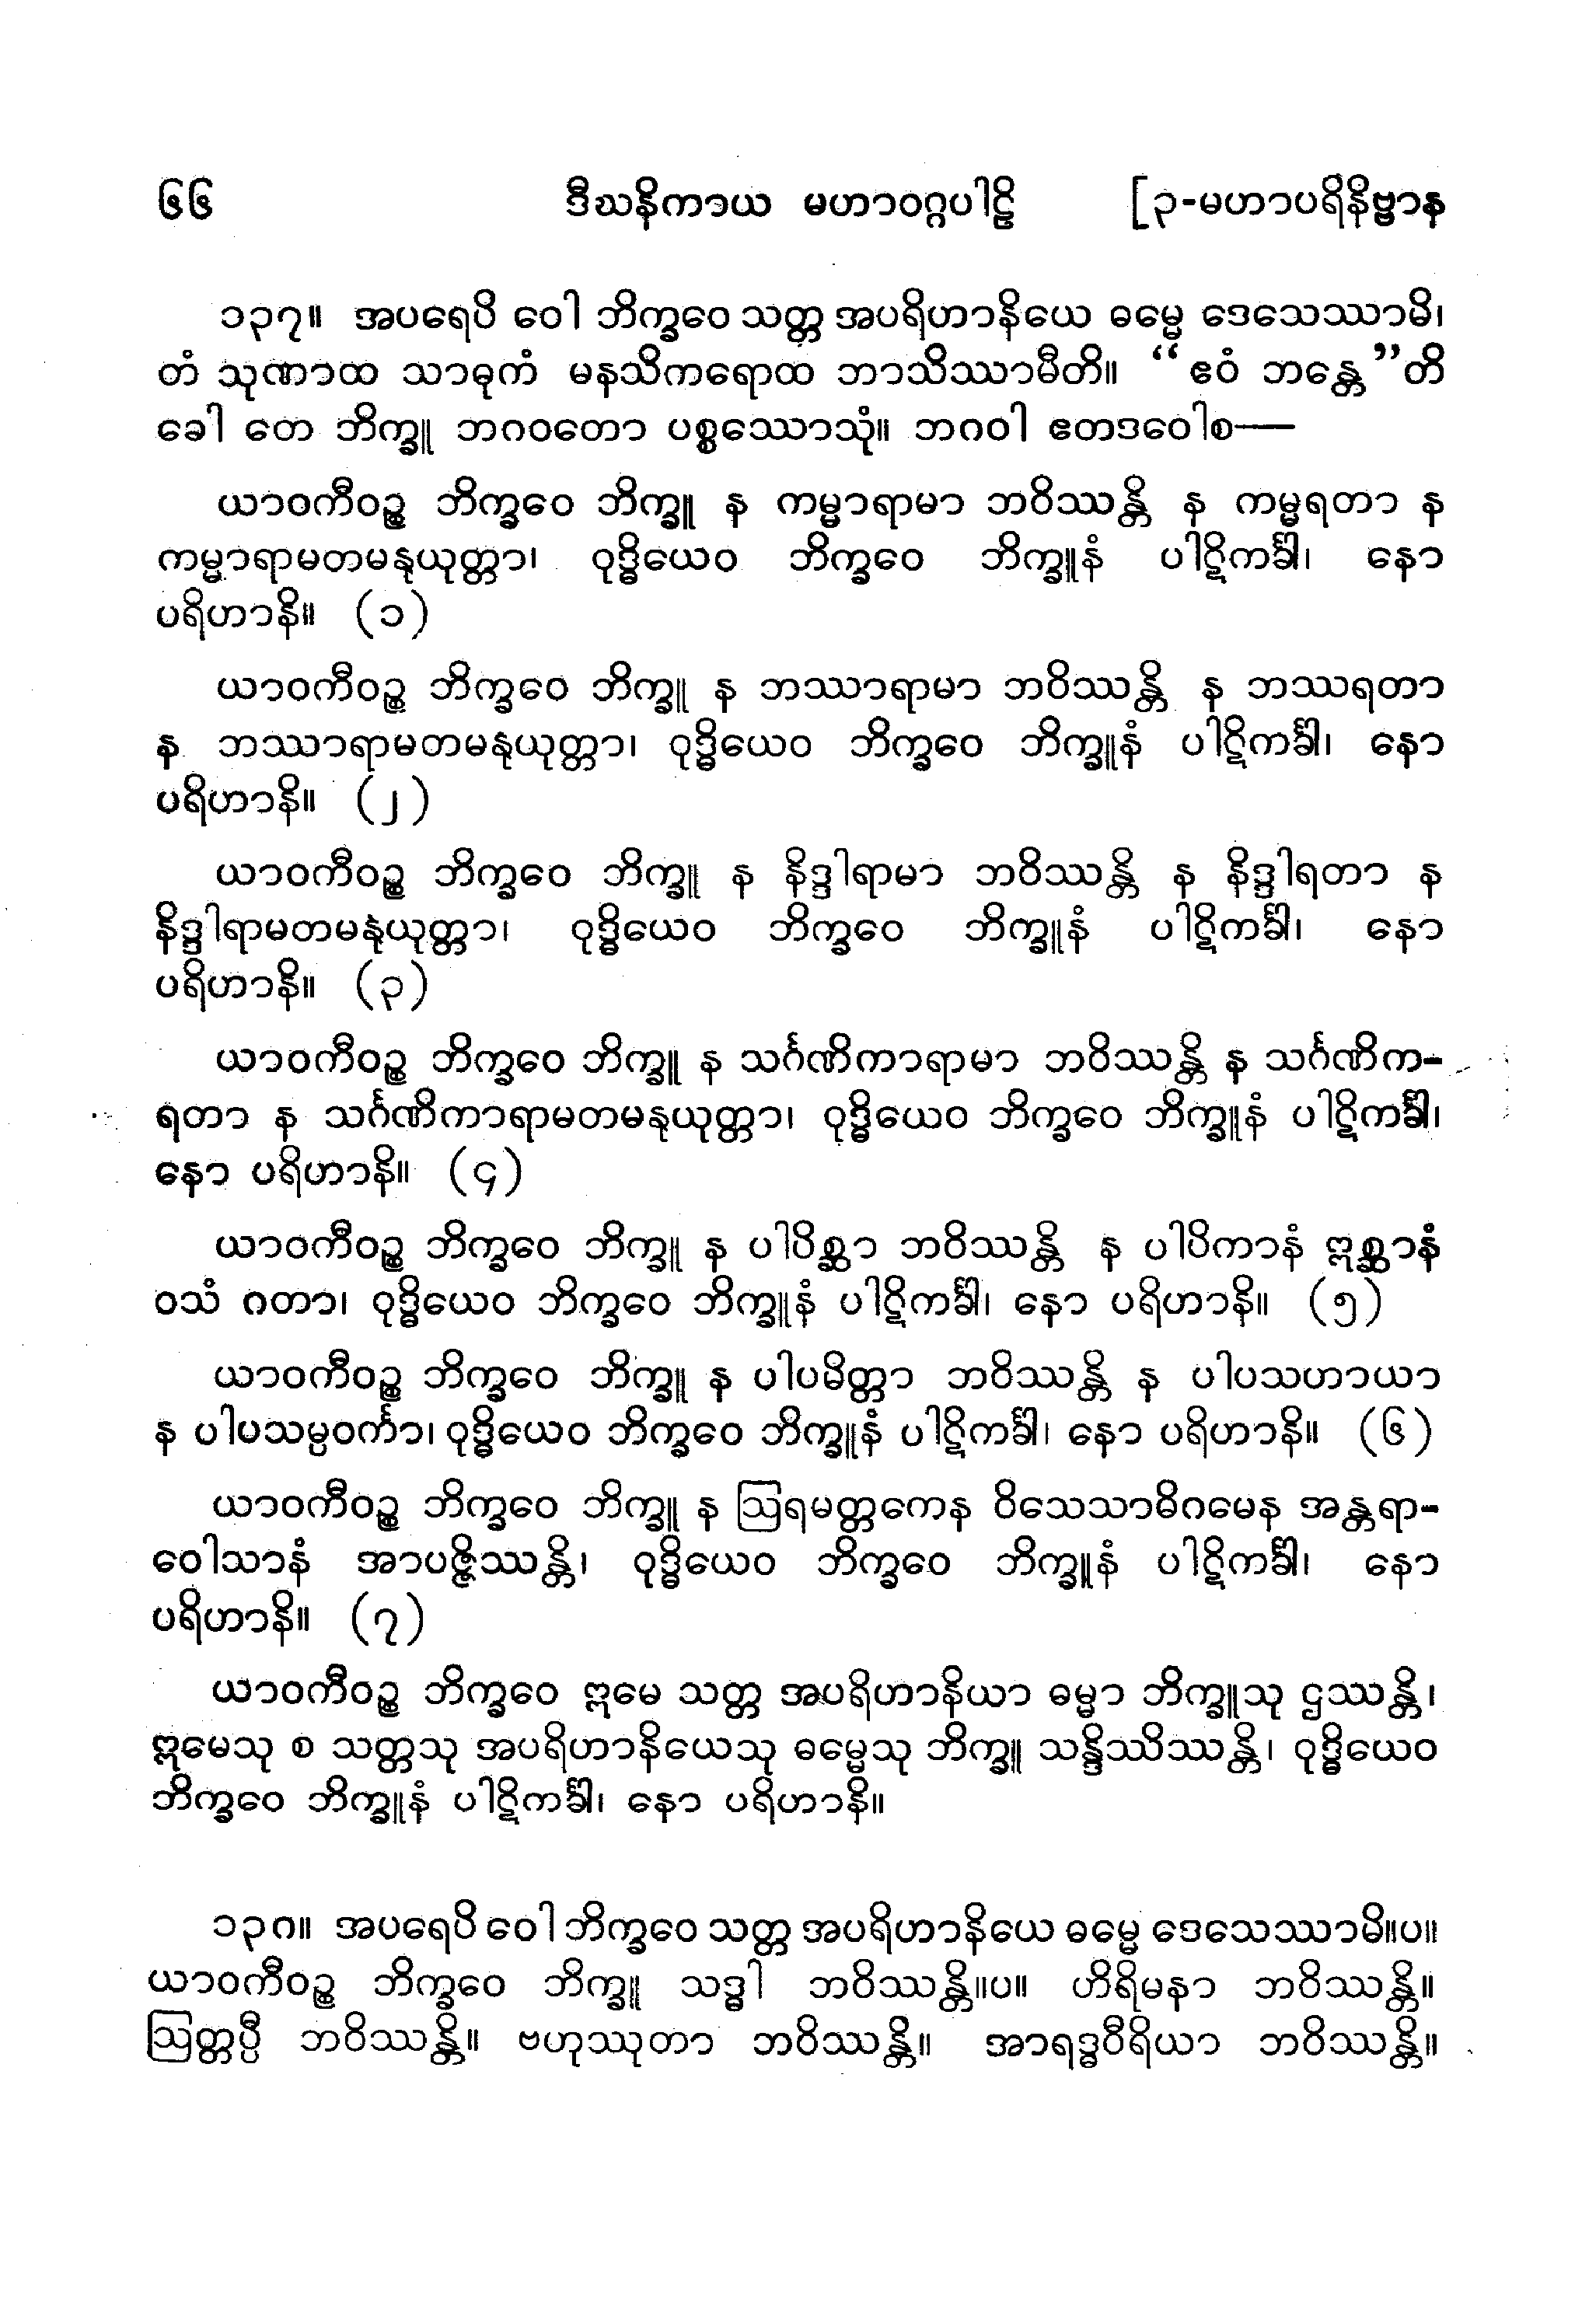 ၆၆ ဒီဃနိကာယ မဟာဝဂ္ဂပါဠိ [၃-မဟာပရိနိဗ္ဗာန
၁၃၇။ အပရေပိ ဝေါ ဘိက္ခဝေ သတ္တ အပရိဟာနိယေ ဓမ္မေ ဒေသေဿာမိ၊
တံ သုဏာထ သာဓုကံ မနသိကရောထ ဘာသိဿာမီတိ။ “ဧဝံ ဘန္တေ”တိ
ခေါ တေ ဘိက္ခူ ဘဂဝတော ပစ္စဿောသုံ။ ဘဂဝါ ဧတဒဝေါစ—
ယာဝကီဝဉ္စ ဘိက္ခဝေ ဘိက္ခူ န ကမ္မာရာမာ ဘဝိဿန္တိ န ကမ္မရတာ န
ကမ္မာရာမတမနုယုတ္တာ၊ ဝုဒ္ဓိယေဝ ဘိက္ခဝေ ဘိက္ခူနံ ပါဋိကင်္ခါ၊ နော
ပရိဟာနိ။ (၁)
ယာဝကီဝဉ္စ ဘိက္ခဝေ ဘိက္ခူ န ဘဿာရာမာ ဘဝိဿန္တိ န ဘဿရတာ
န ဘဿာရာမတမနုယုတ္တာ၊ ဝုဒ္ဓိယေဝ ဘိက္ခဝေ ဘိက္ခူနံ ပါဋိကင်္ခါ၊ နော
ပရိဟာနိ။ (၂)
ယာဝကီဝဉ္စ ဘိက္ခဝေ ဘိက္ခူ န နိဒ္ဒါရာမာ ဘဝိဿန္တိ န နိဒ္ဒါရတာ န
နိဒ္ဒါရာမတမနုယုတ္တာ၊ ဝုဒ္ဓိယေဝ ဘိက္ခဝေ ဘိက္ခူနံ ပါဋိကင်္ခါ၊ နော
ပရိဟာနိ။ (၃)
ယာဝကီဝဉ္စ ဘိက္ခဝေ ဘိက္ခူ န သင်္ဂဏိကာရာမာ ဘဝိဿန္တိ န သင်္ဂဏိက-
ရတာ န သင်္ဂဏိကာရာမတမနုယုတ္တာ၊ ဝုဒ္ဓိယေဝ ဘိက္ခဝေ ဘိက္ခူနံ ပါဋိကင်္ခါ၊
နော ပရိဟာနိ။ (၄)
ယာဝကီဝဉ္စ ဘိက္ခဝေ ဘိက္ခူ န ပါပိစ္ဆာ ဘဝိဿန္တိ န ပါပိကာနံ ဣစ္ဆာနံ
ဝသံ ဂတာ၊ ဝုဒ္ဓိယေဝ ဘိက္ခဝေ ဘိက္ခူနံ ပါဋိကင်္ခါ၊ နော ပရိဟာနိ။ (၅)
ယာဝကီဝဉ္စ ဘိက္ခဝေ ဘိက္ခူ န ပါပမိတ္တာ ဘဝိဿန္တိ န ပါပသဟာယာ
န ပါပသမ္ပဝင်္ကာ၊ ဝုဒ္ဓိယေဝ ဘိက္ခဝေ ဘိက္ခူနံ ပါဋိကင်္ခါ၊ နော ပရိဟာနိ။ (၆)
ယာဝကီဝဉ္စ ဘိက္ခဝေ ဘိက္ခူ န ဩရမတ္တကေန ဝိသေသာဓိဂမေန အန္တရာ-
ဝေါသာနံ အာပဇ္ဇိဿန္တိ၊ ဝုဒ္ဓိယေဝ ဘိက္ခဝေ ဘိက္ခူနံ ပါဋိကင်္ခါ၊ နော
ပရိဟာနိ။ (၇)
ယာဝကီဝဉ္စ ဘိက္ခဝေ ဣမေ သတ္တ အပရိဟာနိယာ ဓမ္မာ ဘိက္ခူသု ဌဿန္တိ၊
ဣမေသု စ သတ္တသု အပရိဟာနိယေသု ဓမ္မေသု ဘိက္ခူ သန္ဒိဿိဿန္တိ၊ ဝုဒ္ဓိယေဝ
ဘိက္ခဝေ ဘိက္ခူနံ ပါဋိကင်္ခါ၊ နော ပရိဟာနိ။
၁၃၈။ အပရေပိ ဝေါ ဘိက္ခဝေ သတ္တ အပရိဟာနိယေ ဓမ္မေ ဒေသေဿာမိ။ပ။
ယာဝကီဝဉ္စ ဘိက္ခဝေ ဘိက္ခူ သဒ္ဓါ ဘဝိဿန္တိ။ပ။ ဟိရိမနာ ဘဝိဿန္တိ။
ဩတ္တပ္ပီ ဘဝိဿန္တိ။ ဗဟုဿုတာ ဘဝိဿန္တိ။ အာရဒ္ဓဝီရိယာ ဘဝိဿန္တိ။